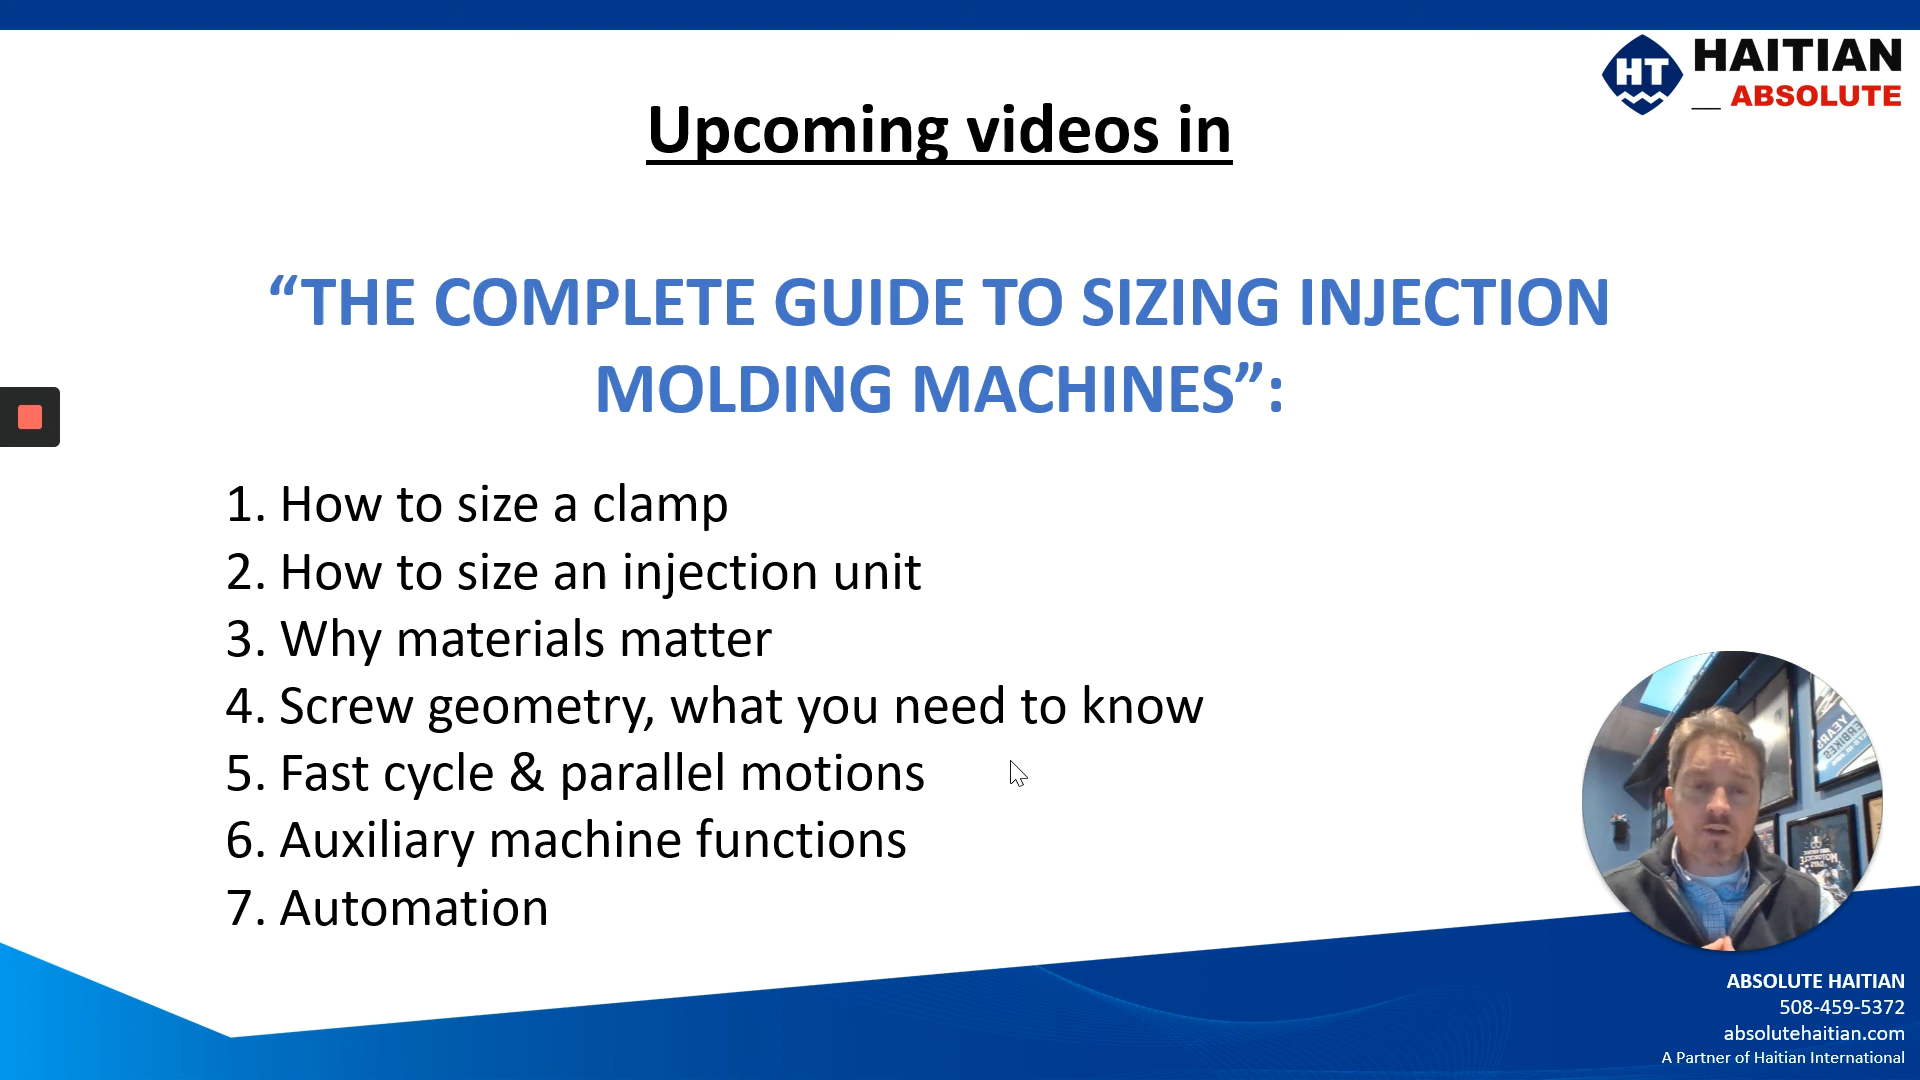 HT HAITIAN
ABSOLUTE
Upcoming videos in
“THE COMPLETE GUIDE TO SIZING INJECTION
MOLDING MACHINES”:
1. How to size a clamp
2. How to size an injection unit
3. Why materials matter
4. Screw geometry, what you need to know
5. Fast cycle & parallel motions
6. Auxiliary machine functions
7. Automation
YEARS
ABSOLUTE HAITIAN
508-459-5372
absolutehaitian.com
A Partner of Haitian International